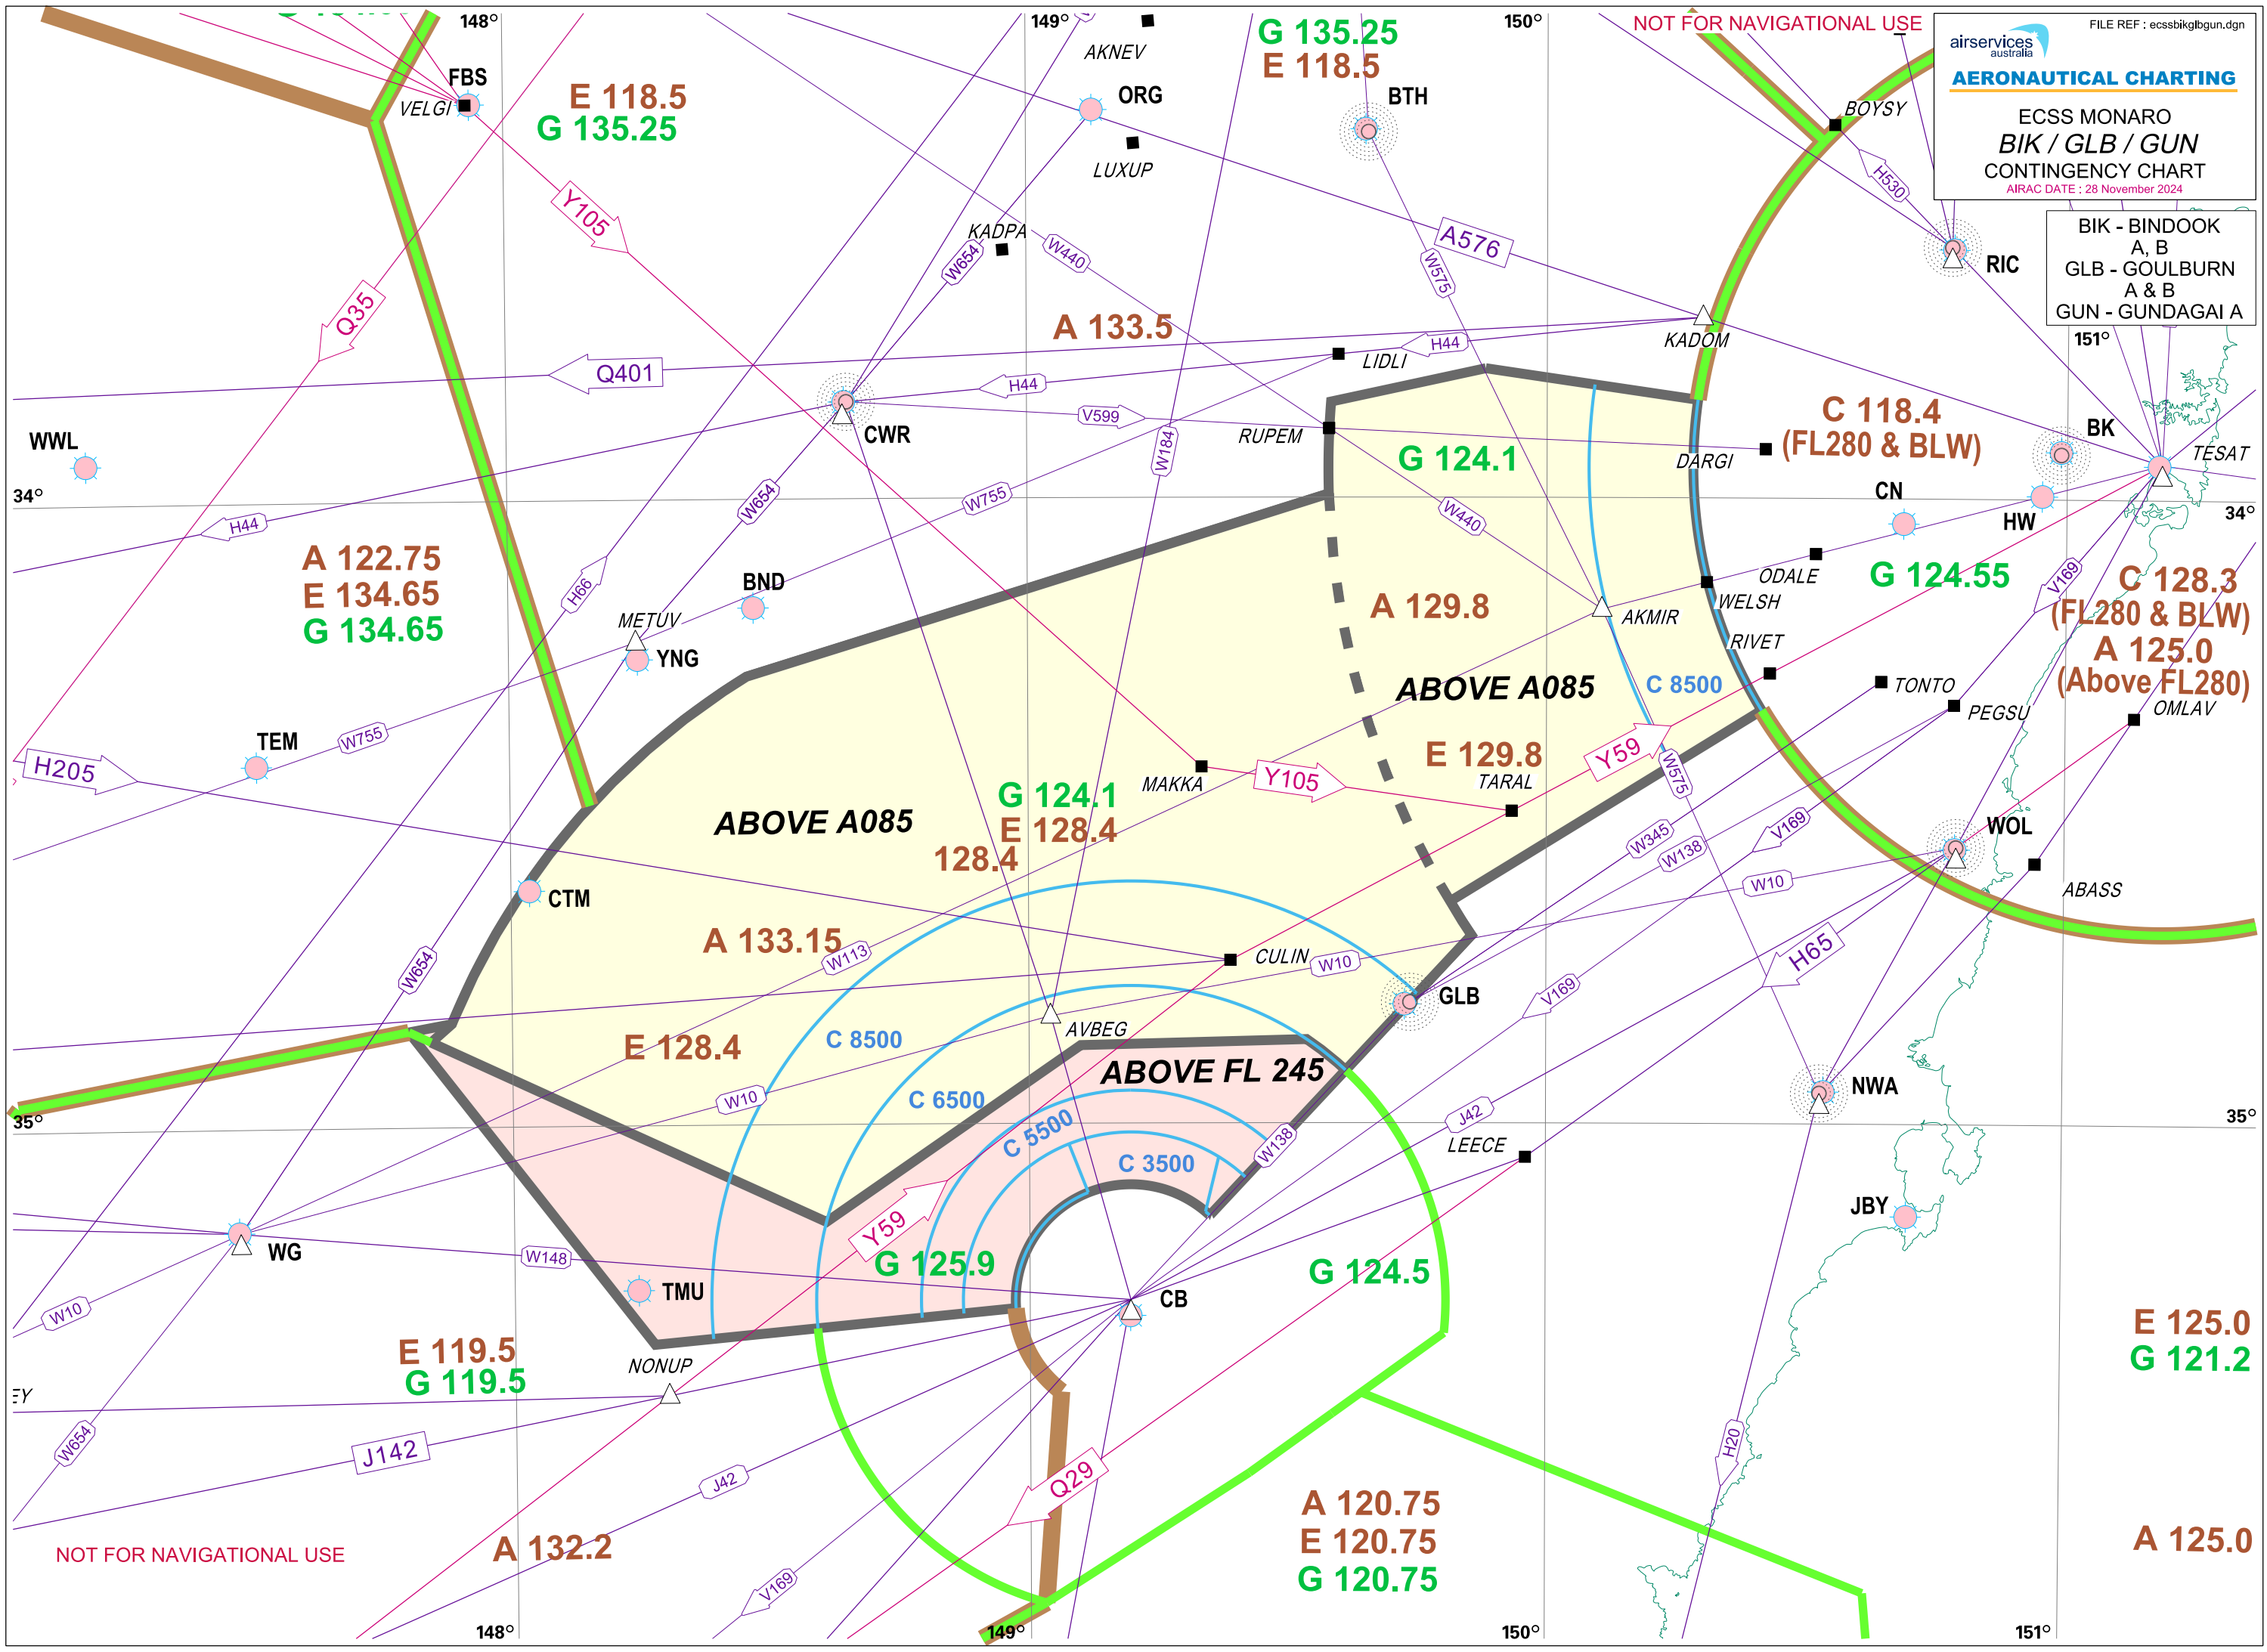 148°
149°
150°
NOT FOR NAVIGATIONAL USE
FILE REF : ecssbikglbgun.dgn
airservices
australia
AERONAUTICAL CHARTING
ECSS MONARO
BIK / GLB / GUN
CONTINGENCY CHART
AIRAC DATE : 28 November 2024
BIK - BINDOOK
A, B
GLB - GOULBURN
A & B
GUN - GUNDAGAI A
151°
FBS
VELGI
E 118.5
G 135.25
AKNEV
ORG
LUXUP
G 135.25
E 118.5
BTH
BOYSY
H530
RIC
Y105
KADPA
W654
W440
W575
A576
Q35
A 133.5
KADOM
H44
LIDLI
Q401
H44
V599
CWR
W184
RUPEM
G 124.1
DARGI
C 118.4
(FL280 & BLW)
BK
TESAT
WWL
34°
H44
W654
W755
W440
CN
HW
34°
A 122.75
E 134.65
G 134.65
H66
BND
METUV
YNG
A 129.8
AKMIR
WELSH
ODALE
G 124.55
V169
C 128.3
(FL280 & BLW)
A 125.0
(Above FL280)
RIVET
ABOVE A085
C 8500
TONTO
PEGSU
OMLAV
TEM
W755
H205
E 129.8
Y59
W575
MAKKA
Y105
TARAL
ABOVE A085
G 124.1
E 128.4
128.4
W345
W138
V169
WOL
W10
ABASS
CTM
A 133.15
W113
CULIN
W10
H65
W654
GLB
V169
AVBEG
C 8500
E 128.4
ABOVE FL 245
NWA
W10
C 6500
C 5500
J42
35°
35°
W138
LEECE
C 3500
JBY
Y59
WG
W148
G 125.9
G 124.5
TMU
CB
W10
E 119.5
G 119.5
NONUP
E 125.0
G 121.2
EY
W654
J142
J42
Q29
H20
A 120.75
E 120.75
G 120.75
A 132.2
A 125.0
NOT FOR NAVIGATIONAL USE
V169
148°
149°
150°
151°